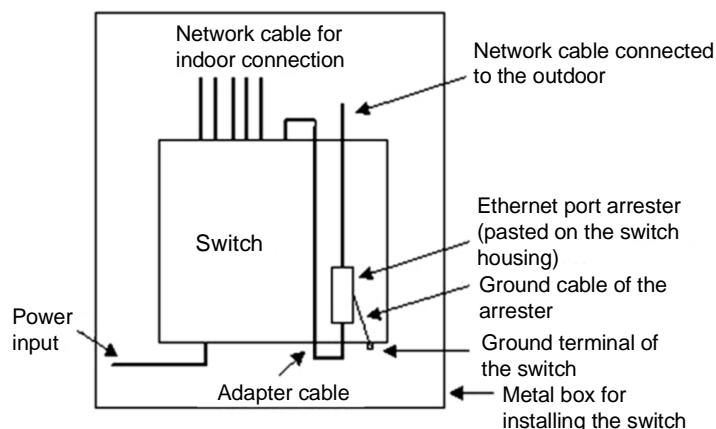 Network cable for
indoor connection
Network cable connected
to the outdoor
Ethernet port arrester
(pasted on the switch
housing)
Switch
Ground cable of the
arrester
Power
input
Ground terminal of
the switch
Adapter cable
Metal box for
installing the switch